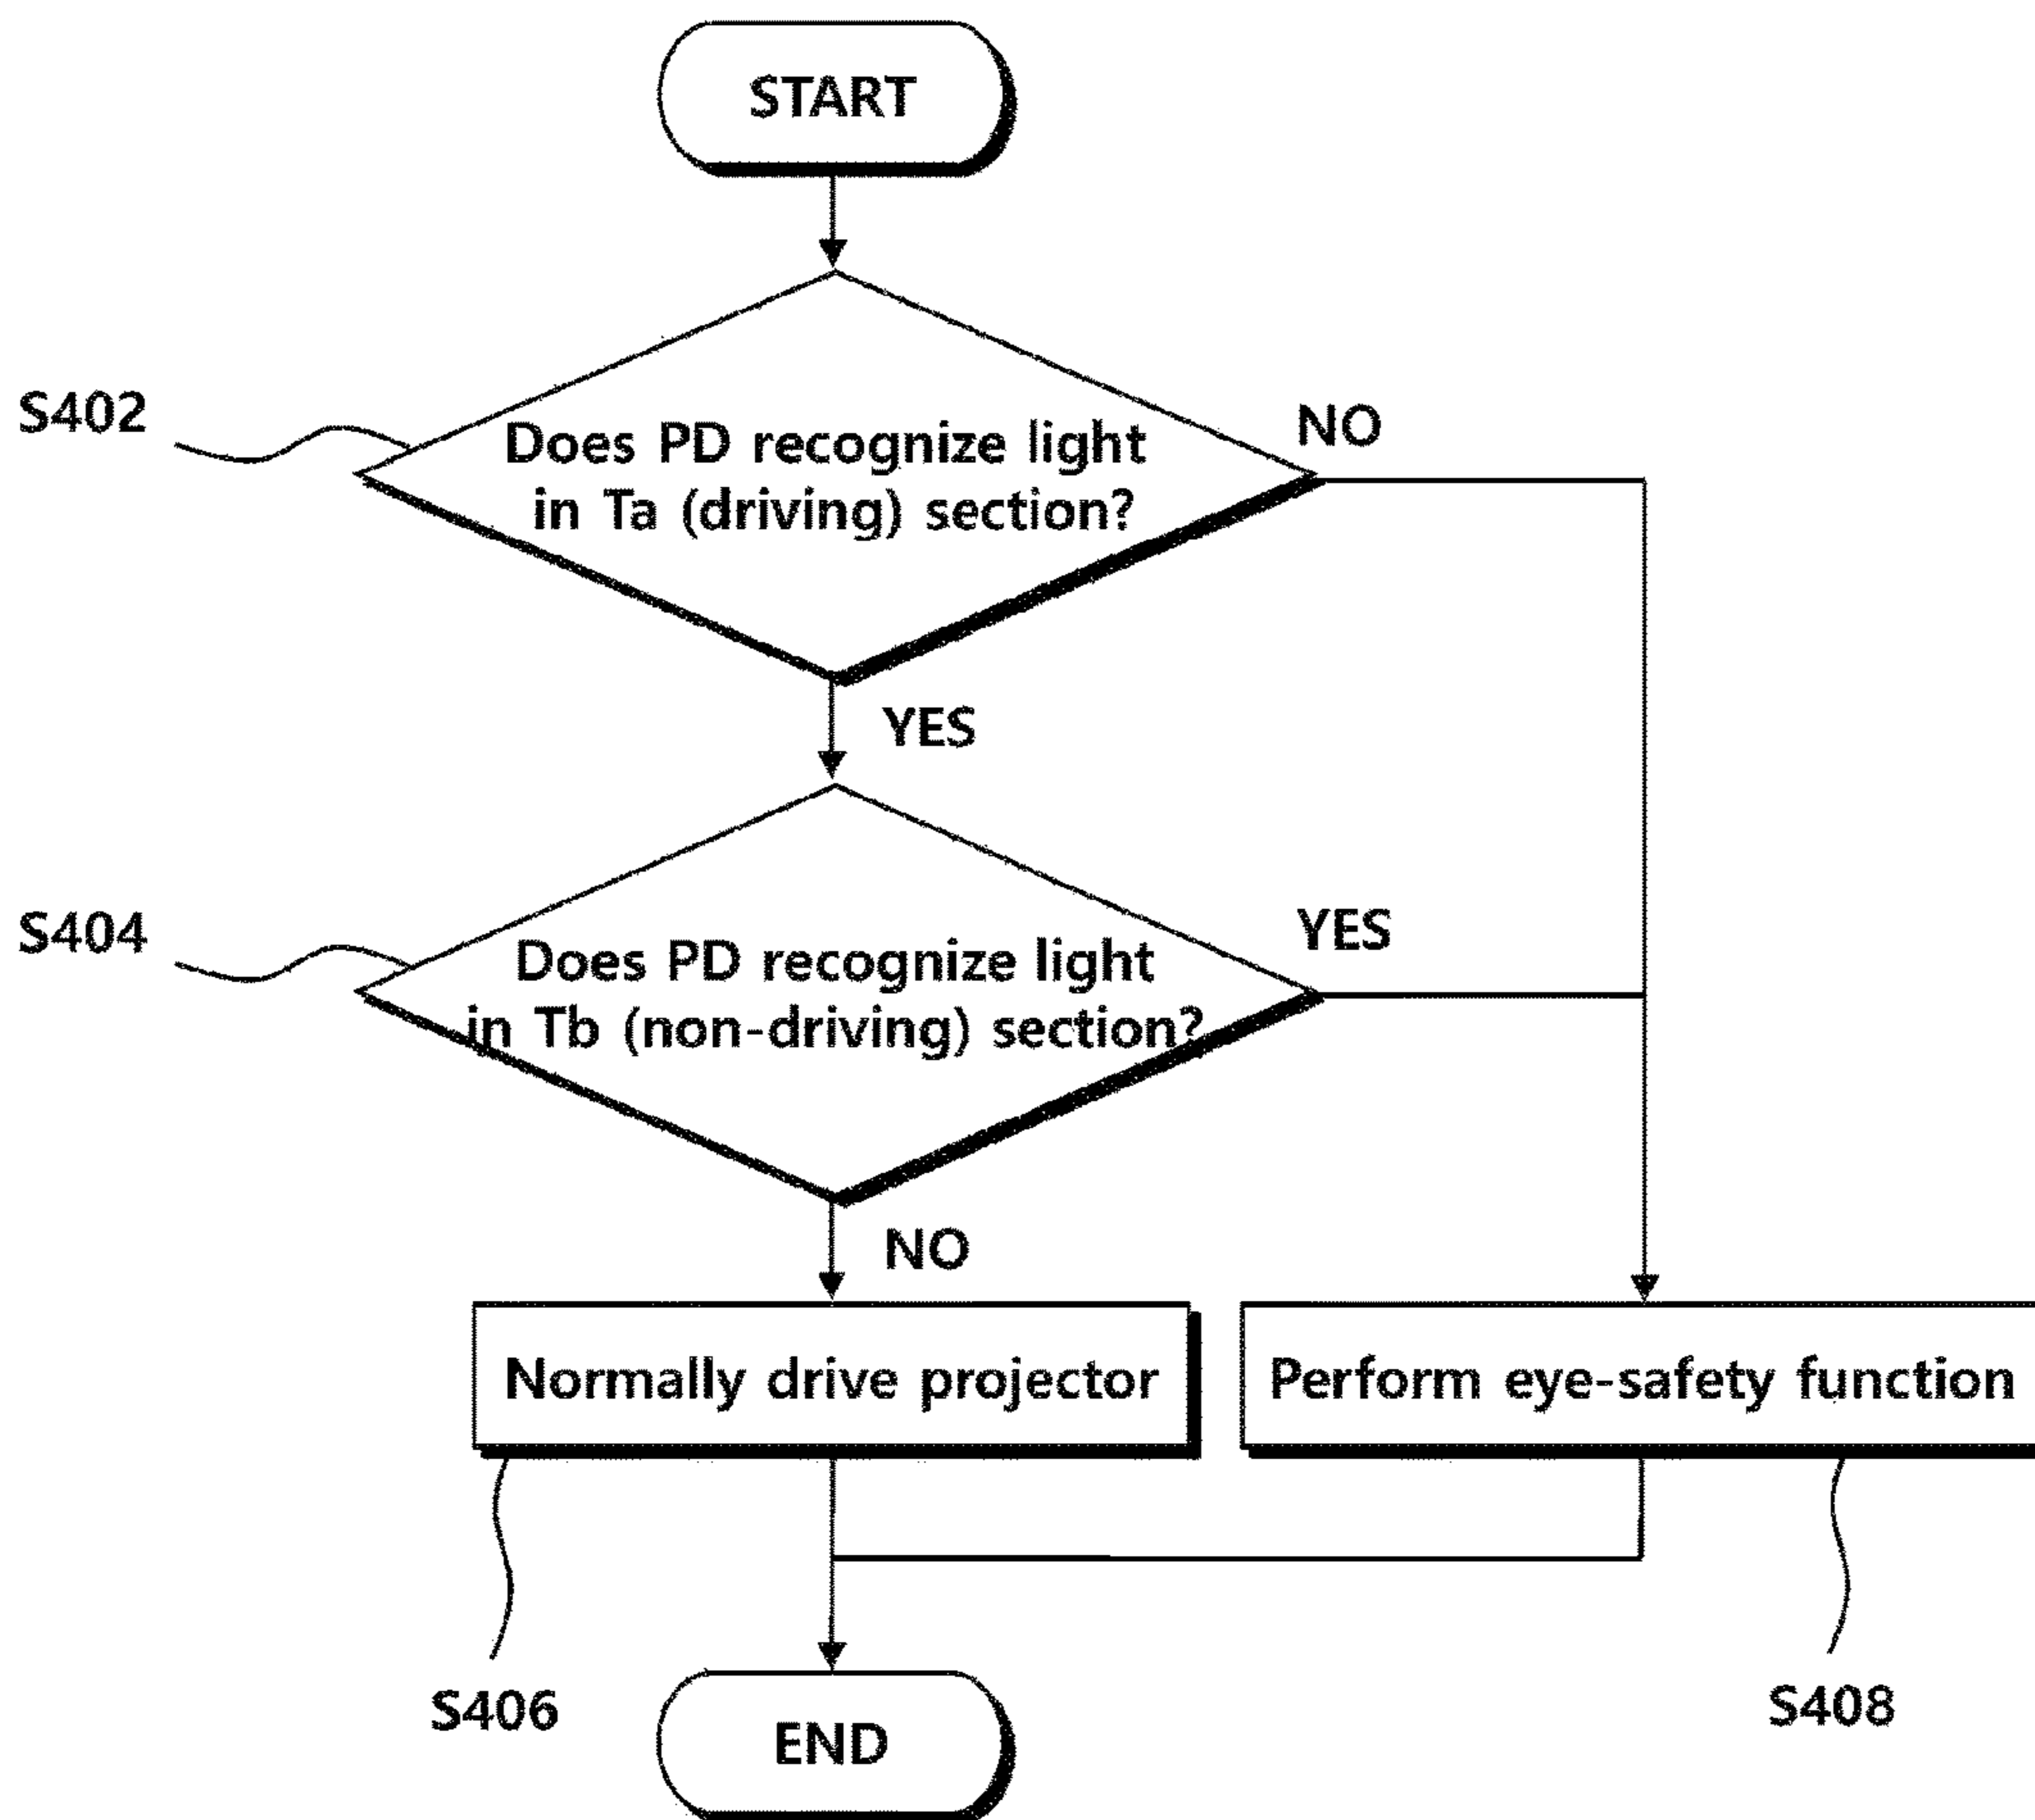 START
S402
Does PD recognize light
in Ta (driving) section?
NO
YES
S404
Does PD recognize light
in Tb (non-driving) section?
YES
NO
Normally drive projector
Perform eye-safety function
S406
S408
END